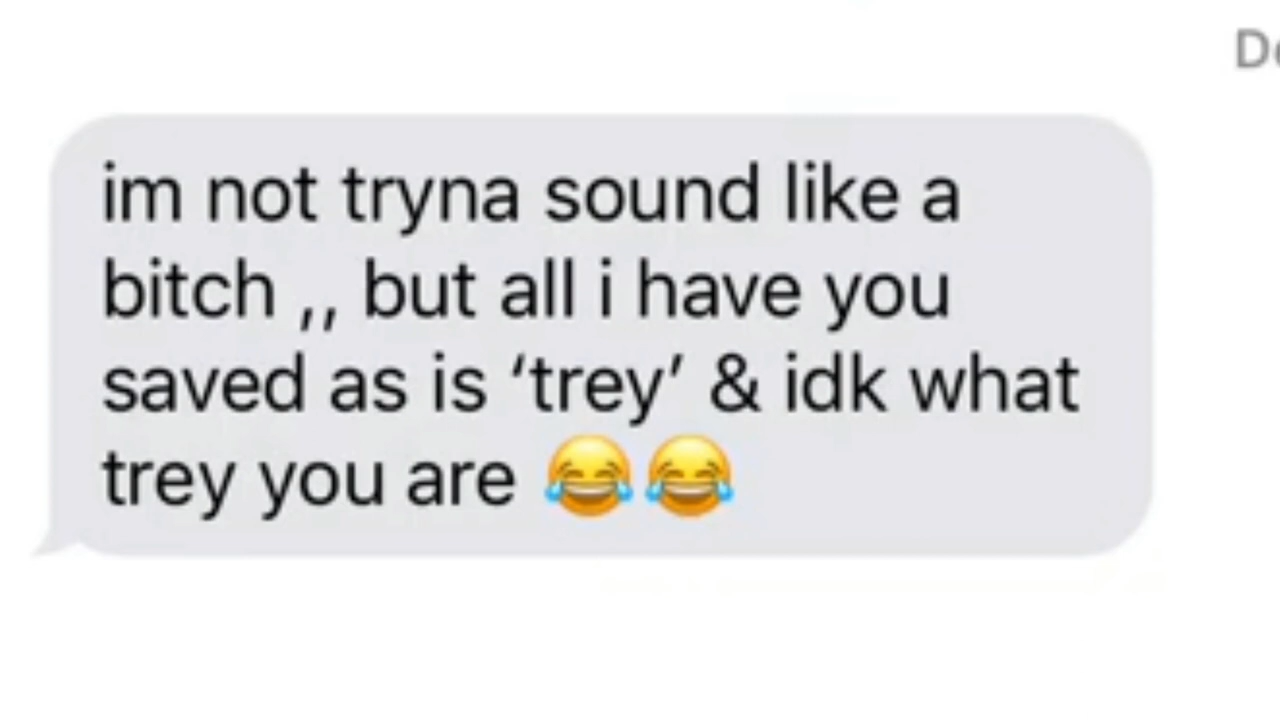 im not tryna sound like a
bitch ,, but all i have you
saved as is ‘trey’ & idk what
trey you are 😂😂